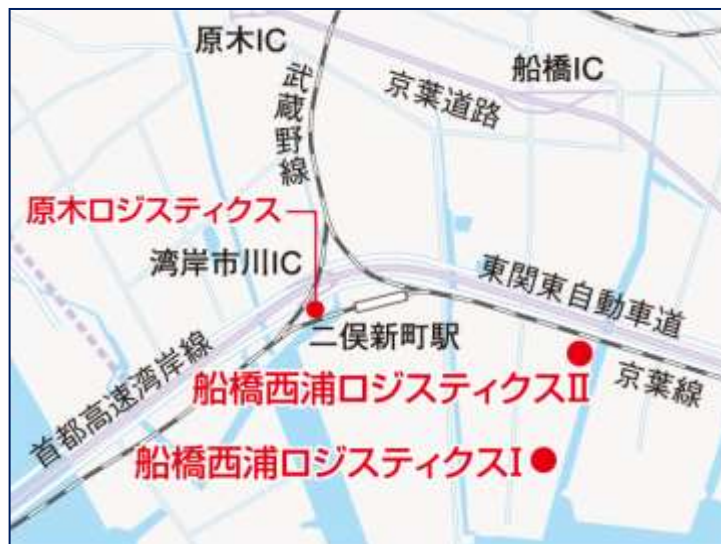 原木IC
船橋IC
京葉道路
武蔵野線
原木ロジスティクス
湾岸市川IC
東関東自動車道
二俣新町駅
首都高速湾岸線
船橋西浦ロジスティクスⅡ
京葉線
船橋西浦ロジスティクスⅠ